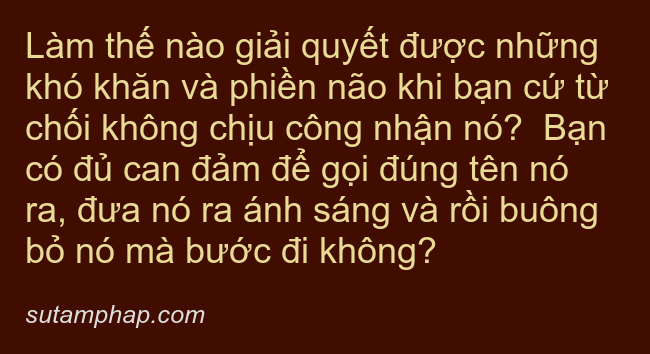 Làm thế nào giải quyết được những
khó khăn và phiền não khi bạn cứ từ
chối không chịu công nhận nó?  Bạn
có đủ can đảm để gọi đúng tên nó
ra, đưa nó ra ánh sáng và rồi buông
bỏ nó mà bước đi không?
sutamphap.com